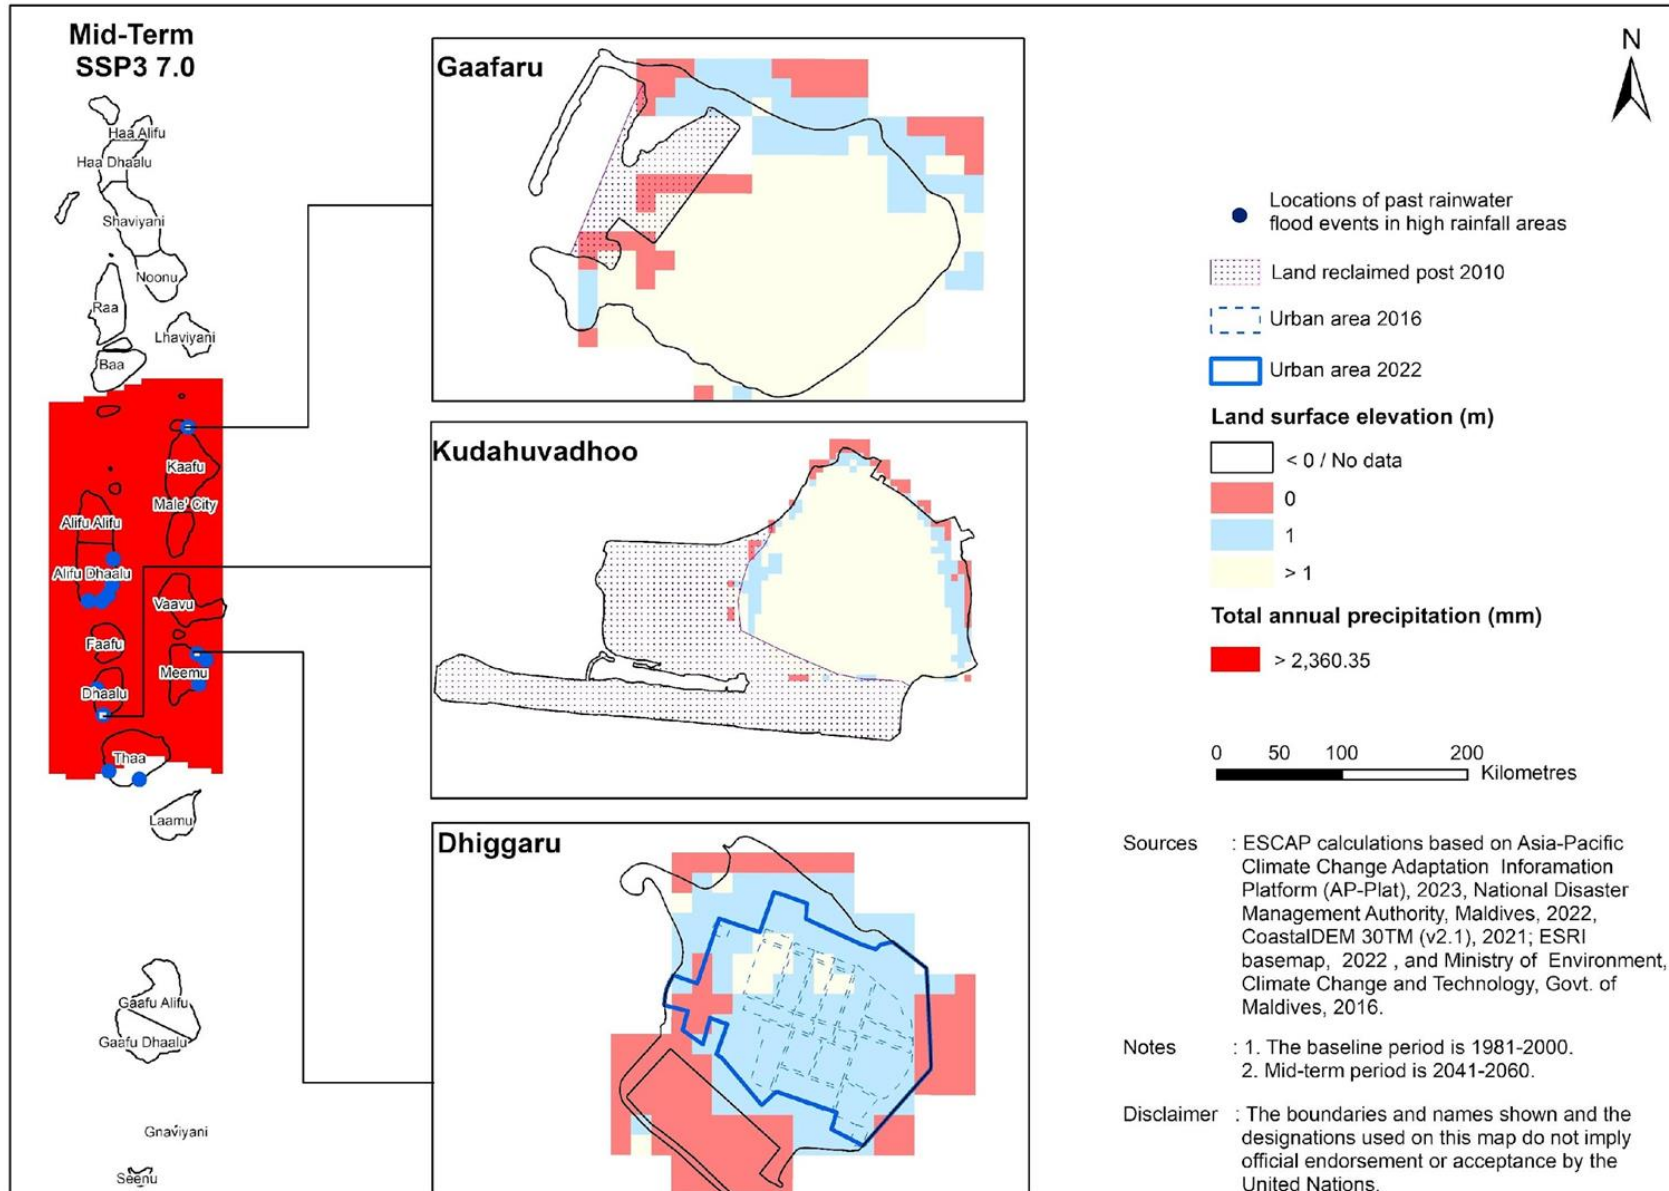 Mid-Term
SSP3 7.0
Haa Alifu
Haa Dhaalu
Shaviyani
Noonu
Raa
Lhaviyani
Baa
Kaafu
Male' City
Alifu Alifu
Alifu Dhaalu
Vaavu
Faafu
Meemu
Dhaalu
Thaa
Laamu
Gaafu Alifu
Gaafu Dhaalu
Gnaviyani
Seenu
Gaafaru
Kudahuvadhoo
Dhiggaru
N
Locations of past rainwater
flood events in high rainfall areas
Land reclaimed post 2010
Urban area 2016
Urban area 2022
Land surface elevation (m)
< 0 / No data
0
1
> 1
Total annual precipitation (mm)
> 2,360.35
0 50 100 200
Kilometres
Sources : ESCAP calculations based on Asia-Pacific
Climate Change Adaptation Inforamation
Platform (AP-Plat), 2023, National Disaster
Management Authority, Maldives, 2022,
CoastalDEM 30TM (v2.1), 2021; ESRI
basemap, 2022 , and Ministry of Environment,
Climate Change and Technology, Govt. of
Maldives, 2016.
Notes : 1. The baseline period is 1981-2000.
2. Mid-term period is 2041-2060.
Disclaimer : The boundaries and names shown and the
designations used on this map do not imply
official endorsement or acceptance by the
United Nations.